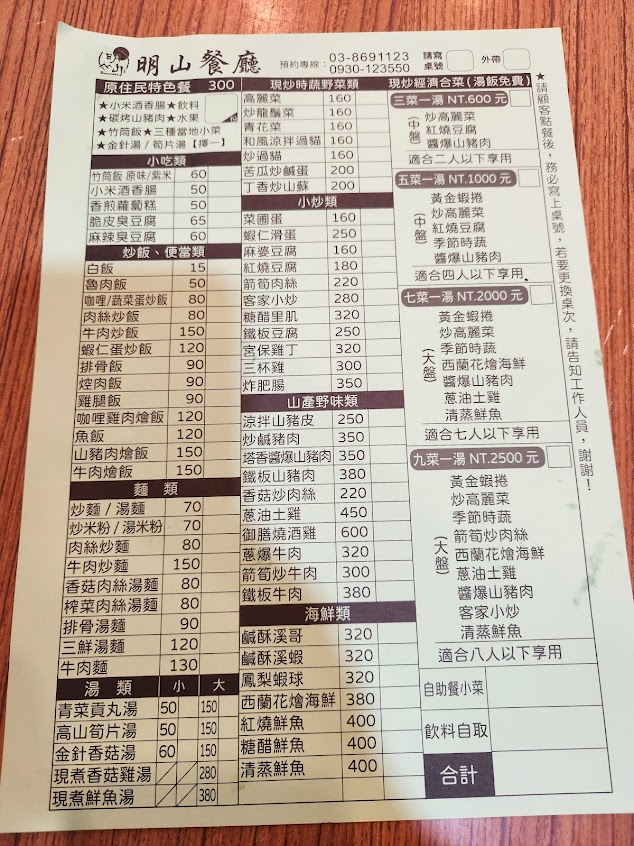 明山餐廳
預約專線：03-8691123
0930-123550
請寫桌號
外帶
原住民特色餐 300
★小米酒香腸★飲料
★碳烤山豬肉★水果
★竹筒飯★三種當地小菜
★金針湯/筍片湯【擇一】
小吃類
竹筒飯 原味/紫米 60
小米酒香腸 50
香煎蘿蔔糕 50
脆皮臭豆腐 65
麻辣臭豆腐 60
炒飯、便當類
白飯 15
魯肉飯 50
咖哩/蔬菜蛋炒飯 80
肉絲炒飯 80
牛肉炒飯 150
蝦仁蛋炒飯 120
排骨飯 90
焢肉飯 90
雞腿飯 90
咖哩雞肉燴飯 120
魚飯 120
山豬肉燴飯 150
牛肉燴飯 150
麵 類
炒麵/湯麵 70
炒米粉/湯米粉 70
肉絲炒麵 80
牛肉炒麵 150
香菇肉絲湯麵 80
榨菜肉絲湯麵 80
排骨湯麵 90
三鮮湯麵 120
牛肉麵 130
湯 類 小 大
青菜貢丸湯 50 150
高山筍片湯 50 150
金針香菇湯 60 150
現煮香菇雞湯 280
現煮鮮魚湯 380
現炒時蔬野菜類
高麗菜 160
炒龍鬚菜 160
青花菜 160
和風涼拌過貓 160
炒過貓 160
苦瓜炒鹹蛋 200
丁香炒山蘇 200
小炒類
菜圃蛋 160
蝦仁滑蛋 250
麻婆豆腐 160
紅燒豆腐 180
箭筍肉絲 220
客家小炒 280
糖醋里肌 320
鐵板豆腐 250
宮保雞丁 320
三杯雞 300
炸肥腸 350
山產野味類
涼拌山豬皮 250
炒鹹豬肉 350
塔香醬爆山豬肉 350
鐵板山豬肉 380
香菇炒肉絲 220
蔥油土雞 450
御膳燒酒雞 600
蔥爆牛肉 320
箭筍炒牛肉 300
鐵板牛肉 380
海鮮類
鹹酥溪哥 320
鹹酥溪蝦 320
鳳梨蝦球 320
西蘭花燴海鮮 380
紅燒鮮魚 400
糖醋鮮魚 400
清蒸鮮魚 400
現炒經濟合菜(湯飯免費)
三菜一湯 NT.600 元
(中盤)
炒高麗菜
紅燒豆腐
醬爆山豬肉
適合二人以下享用
五菜一湯 NT.1000 元
(中盤)
黃金蝦捲
炒高麗菜
紅燒豆腐
季節時蔬
醬爆山豬肉
適合四人以下享用
七菜一湯 NT.2000 元
(大盤)
黃金蝦捲
炒高麗菜
季節時蔬
西蘭花燴海鮮
醬爆山豬肉
蔥油土雞
清蒸鮮魚
適合七人以下享用
九菜一湯 NT.2500 元
(大盤)
黃金蝦捲
炒高麗菜
季節時蔬
箭筍炒肉絲
西蘭花燴海鮮
蔥油土雞
醬爆山豬肉
客家小炒
清蒸鮮魚
適合八人以下享用
自助餐小菜
飲料自取
合計
★請顧客點餐後，務必寫上桌號，若要更換桌次，請告知工作人員，謝謝！